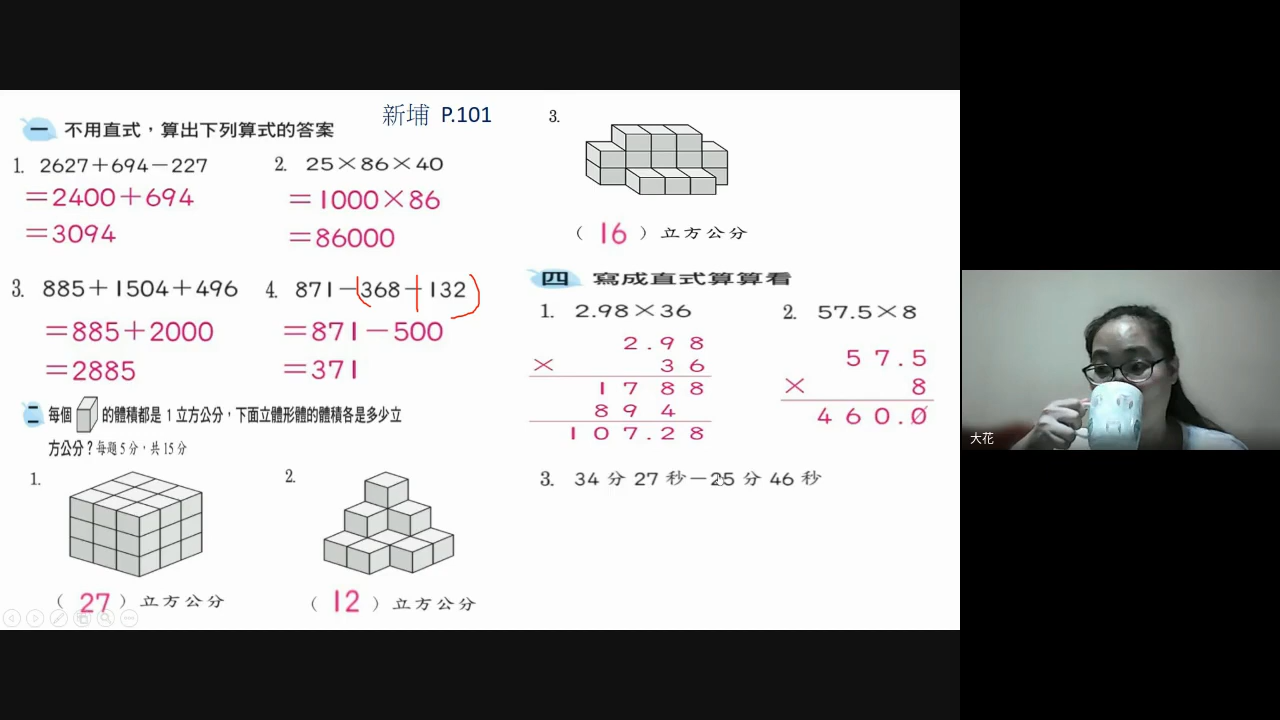 新埔 P.101
一 不用直式，算出下列算式的答案
1. 2627＋694－227
＝2400＋694
＝3094
2. 25×86×40
＝1000×86
＝86000
3. 885＋1504＋496
＝885＋2000
＝2885
4. 871－368－132
＝871－500
＝371
二 每個 的體積都是 1 立方公分，下面立體形體的體積各是多少立
方公分？每題 5 分，共 15 分
1.
（ 27 ）立方公分
2.
（ 12 ）立方公分
3.
（ 16 ）立方公分
四 寫成直式算算看
1. 2.98×36
2.98
× 36
1788
894
107.28
2. 57.5×8
57.5
× 8
460.0
3. 34 分 27 秒－25 分 46 秒
大花